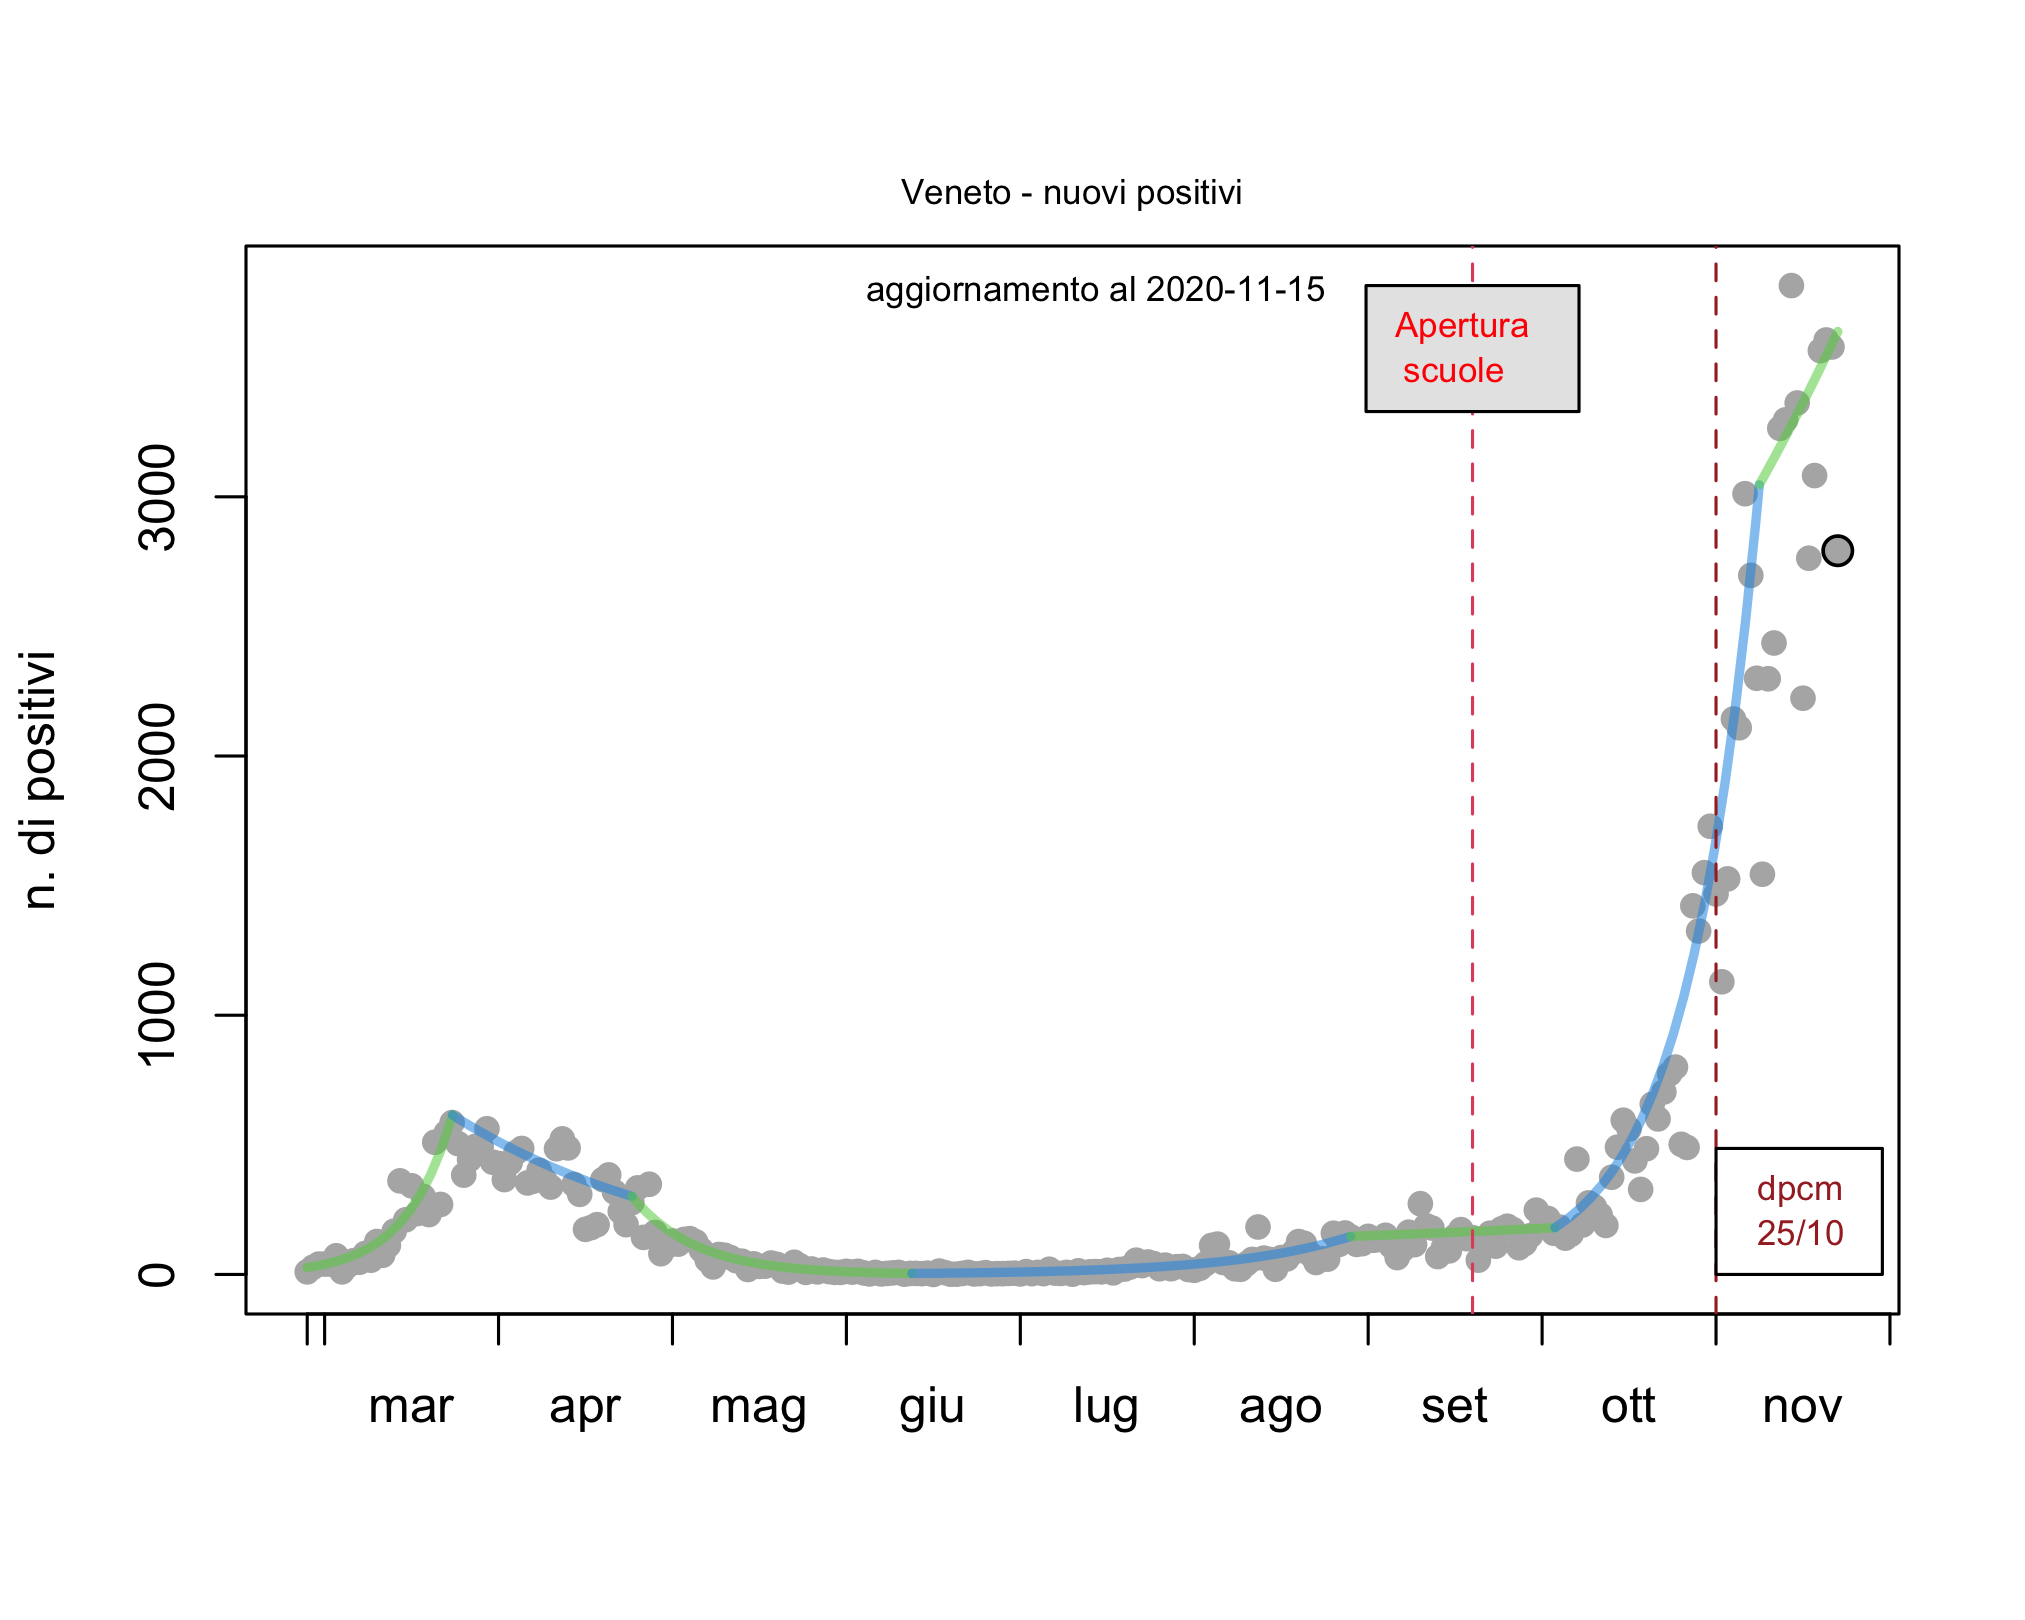 Veneto - nuovi positivi
aggiornamento al 2020-11-15
Apertura
scuole
n. di positivi
3000
2000
1000
0
dpcm
25/10
mar apr mag giu lug ago set ott nov